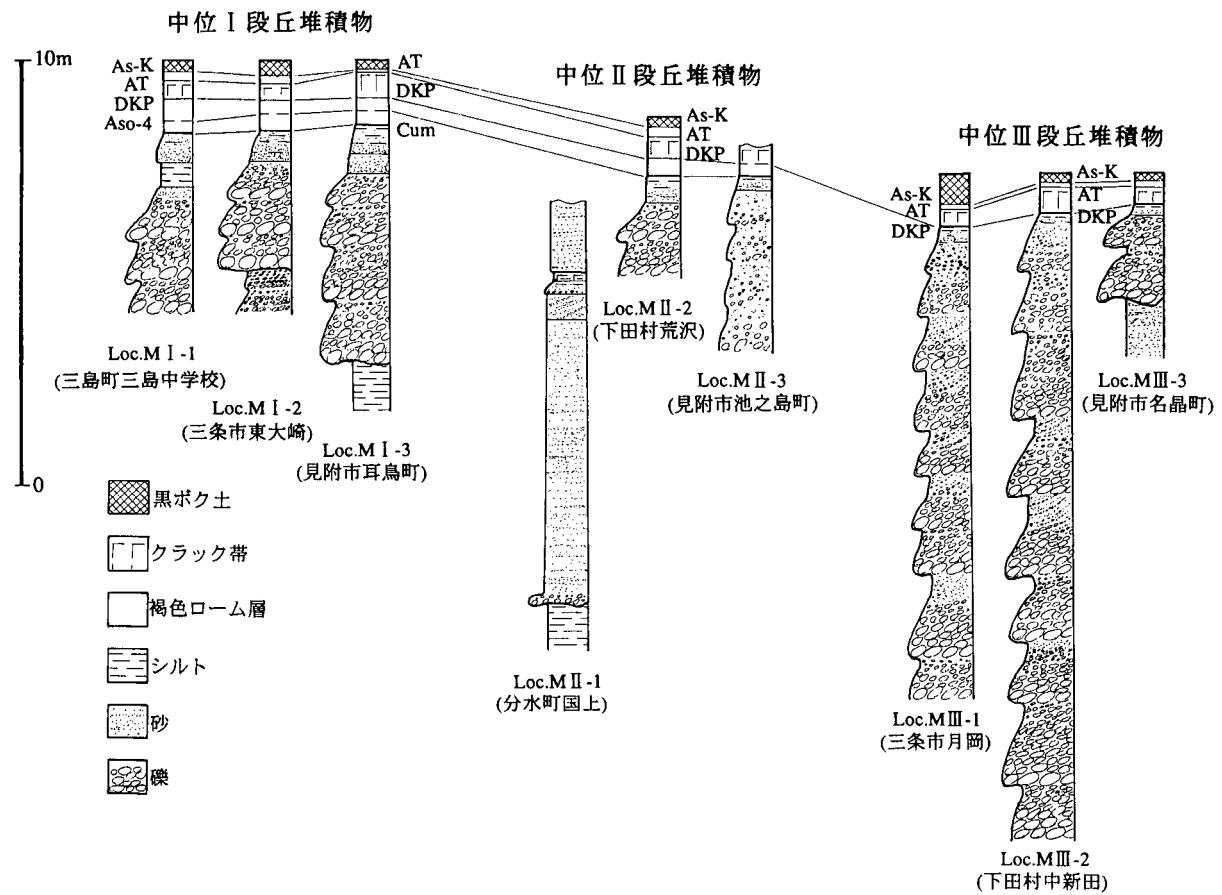 中位Ⅰ段丘堆積物
10m
0
As-K
AT
DKP
Aso-4
AT
DKP
Cum
Loc.MⅠ-1
(三島町三島中学校)
Loc.MⅠ-2
(三条市東大崎)
Loc.MⅠ-3
(見附市耳鳥町)
中位Ⅱ段丘堆積物
As-K
AT
DKP
Loc.MⅡ-1
(分水町国上)
Loc.MⅡ-2
(下田村荒沢)
Loc.MⅡ-3
(見附市池之島町)
中位Ⅲ段丘堆積物
As-K
AT
DKP
As-K
AT
DKP
Loc.MⅢ-1
(三条市月岡)
Loc.MⅢ-2
(下田村中新田)
Loc.MⅢ-3
(見附市名晶町)
黒ボク土
クラック帯
褐色ローム層
シルト
砂
礫